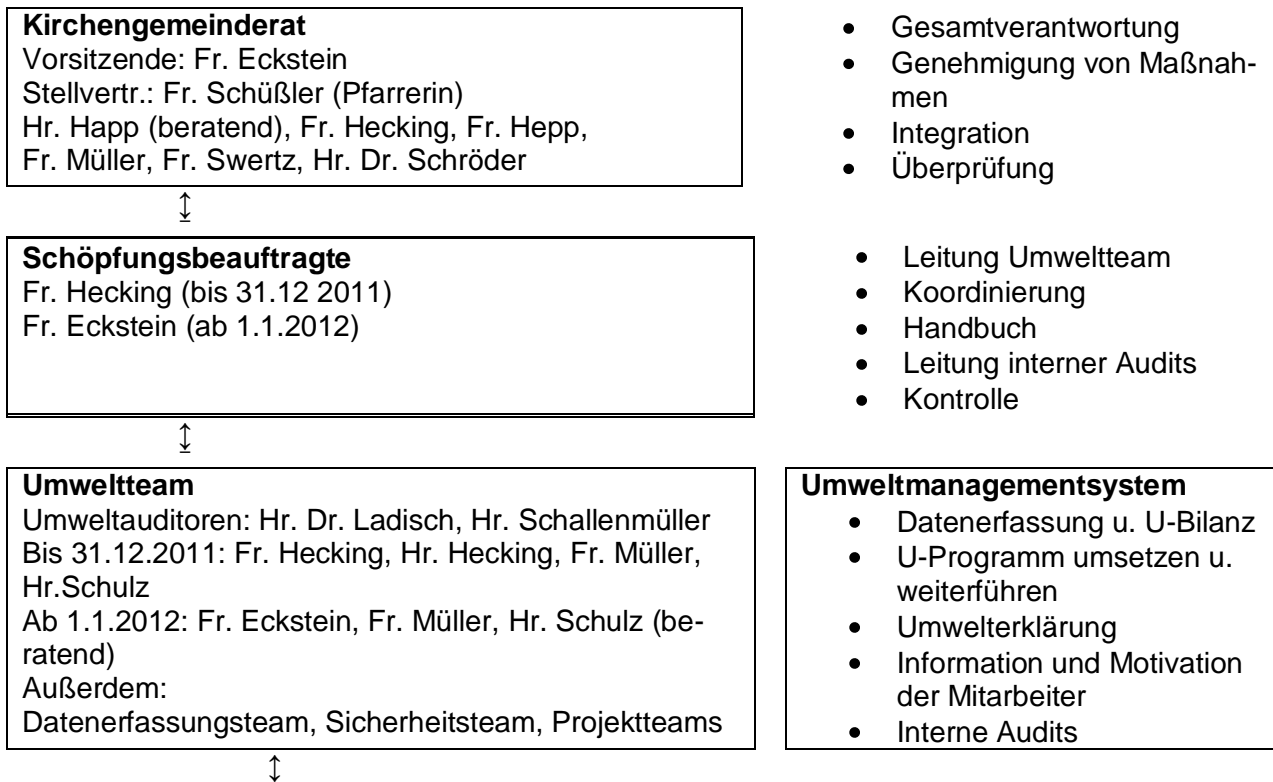 Kirchengemeinderat
Vorsitzende: Fr. Eckstein
Stellvertr.: Fr. Schüßler (Pfarrerin)
Hr. Happ (beratend), Fr. Hecking, Fr. Hepp,
Fr. Müller, Fr. Swertz, Hr. Dr. Schröder
• Gesamtverantwortung
• Genehmigung von Maßnah-
men
• Integration
• Überprüfung
↨
Schöpfungsbeauftragte
Fr. Hecking (bis 31.12 2011)
Fr. Eckstein (ab 1.1.2012)
• Leitung Umweltteam
• Koordinierung
• Handbuch
• Leitung interner Audits
• Kontrolle
↨
Umweltteam
Umweltauditoren: Hr. Dr. Ladisch, Hr. Schallenmüller
Bis 31.12.2011: Fr. Hecking, Hr. Hecking, Fr. Müller,
Hr.Schulz
Ab 1.1.2012: Fr. Eckstein, Fr. Müller, Hr. Schulz (be-
ratend)
Außerdem:
Datenerfassungsteam, Sicherheitsteam, Projektteams
Umweltmanagementsystem
• Datenerfassung u. U-Bilanz
• U-Programm umsetzen u.
weiterführen
• Umwelterklärung
• Information und Motivation
der Mitarbeiter
• Interne Audits
↕